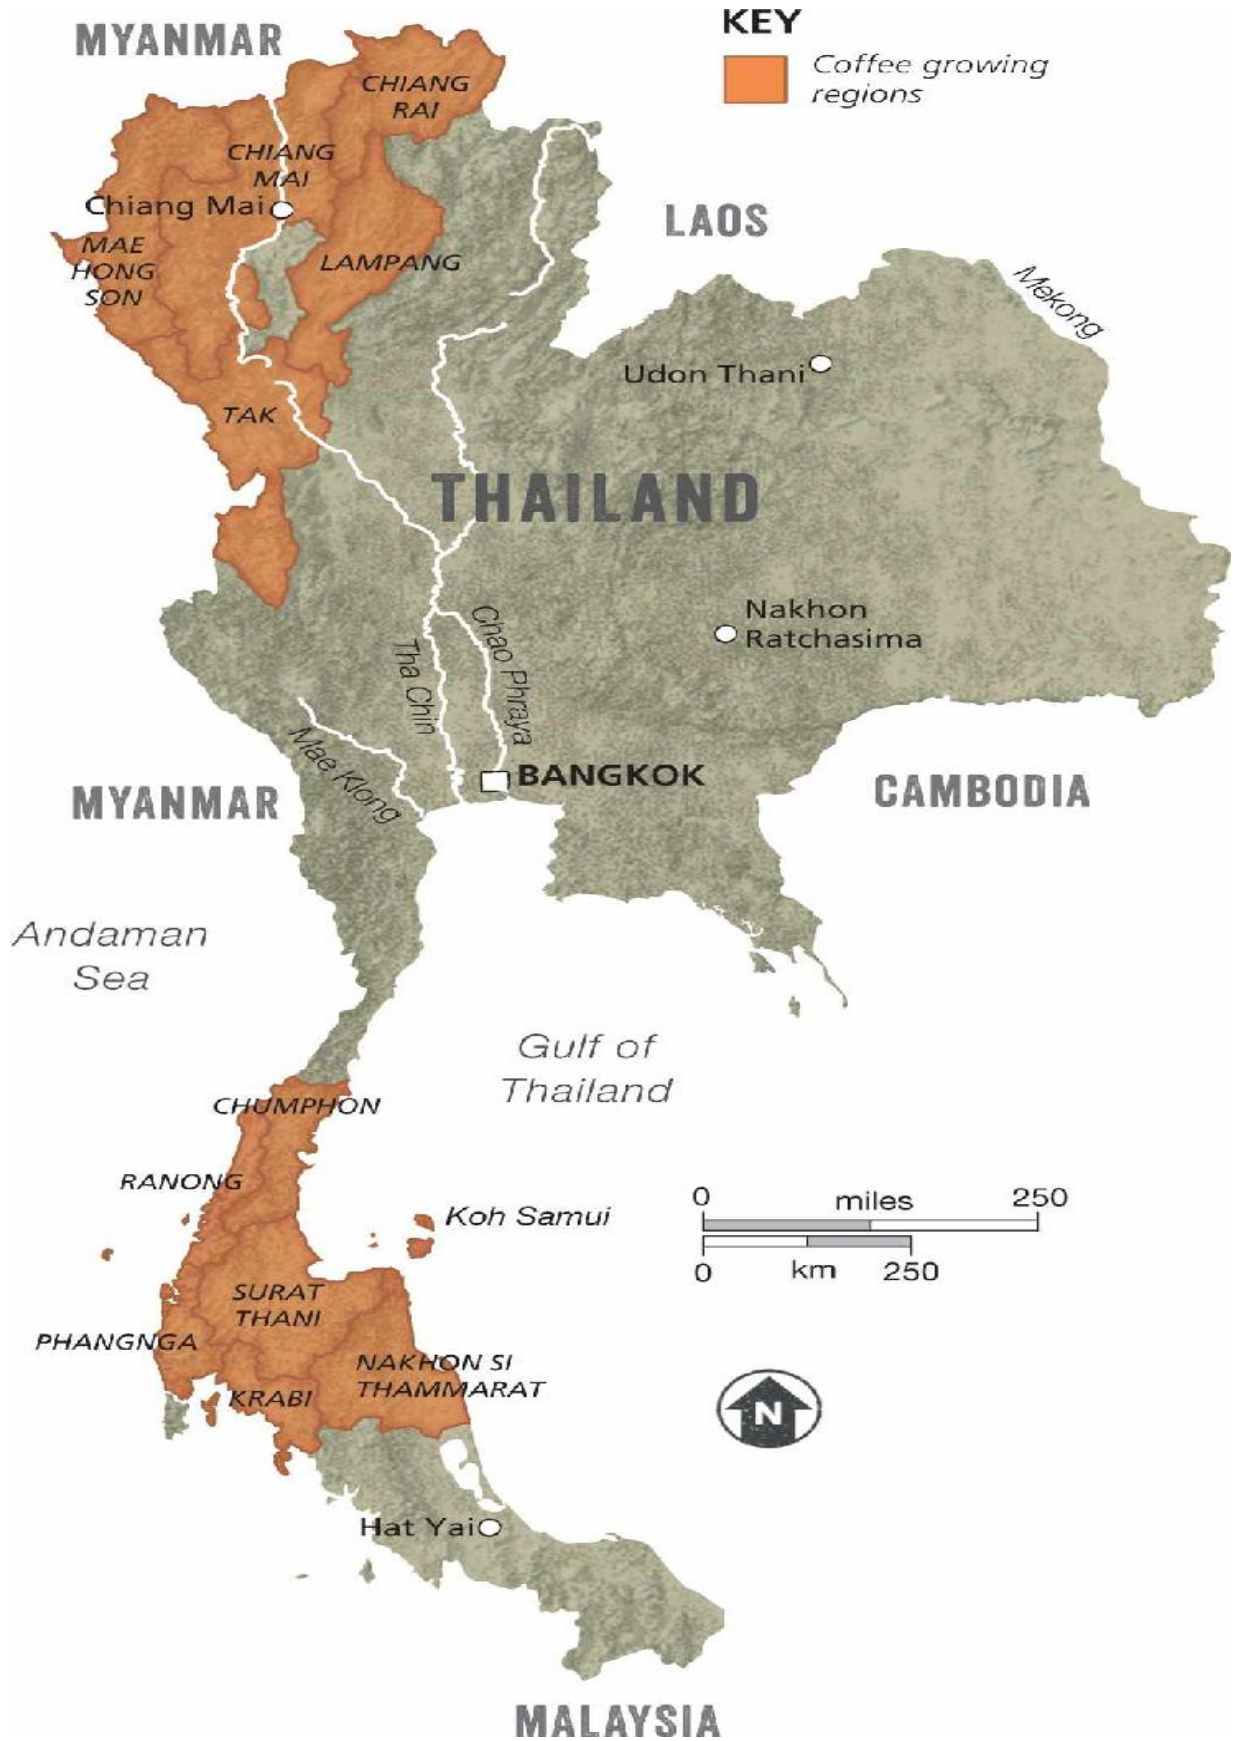 KEY
MYANMAR
Coffee growing
regions
CHIANG
RAI
CHIANG
MAI
Chiang Mai
LAOS
MAE
HONG
SON
LAMPANG
Mekong
Udon Thani
TAK
THAILAND
Nakhon
Ratchasima
Chao Phraya
Tha Chin
Mae Klong
BANGKOK
MYANMAR
CAMBODIA
Andaman
Sea
Gulf of
Thailand
CHUMPHON
RANONG
Koh Samui
0 miles 250
0 km 250
SURAT
THANI
PHANGNGA
NAKHON SI
THAMMARAT
KRABI
N
Hat Yai
MALAYSIA